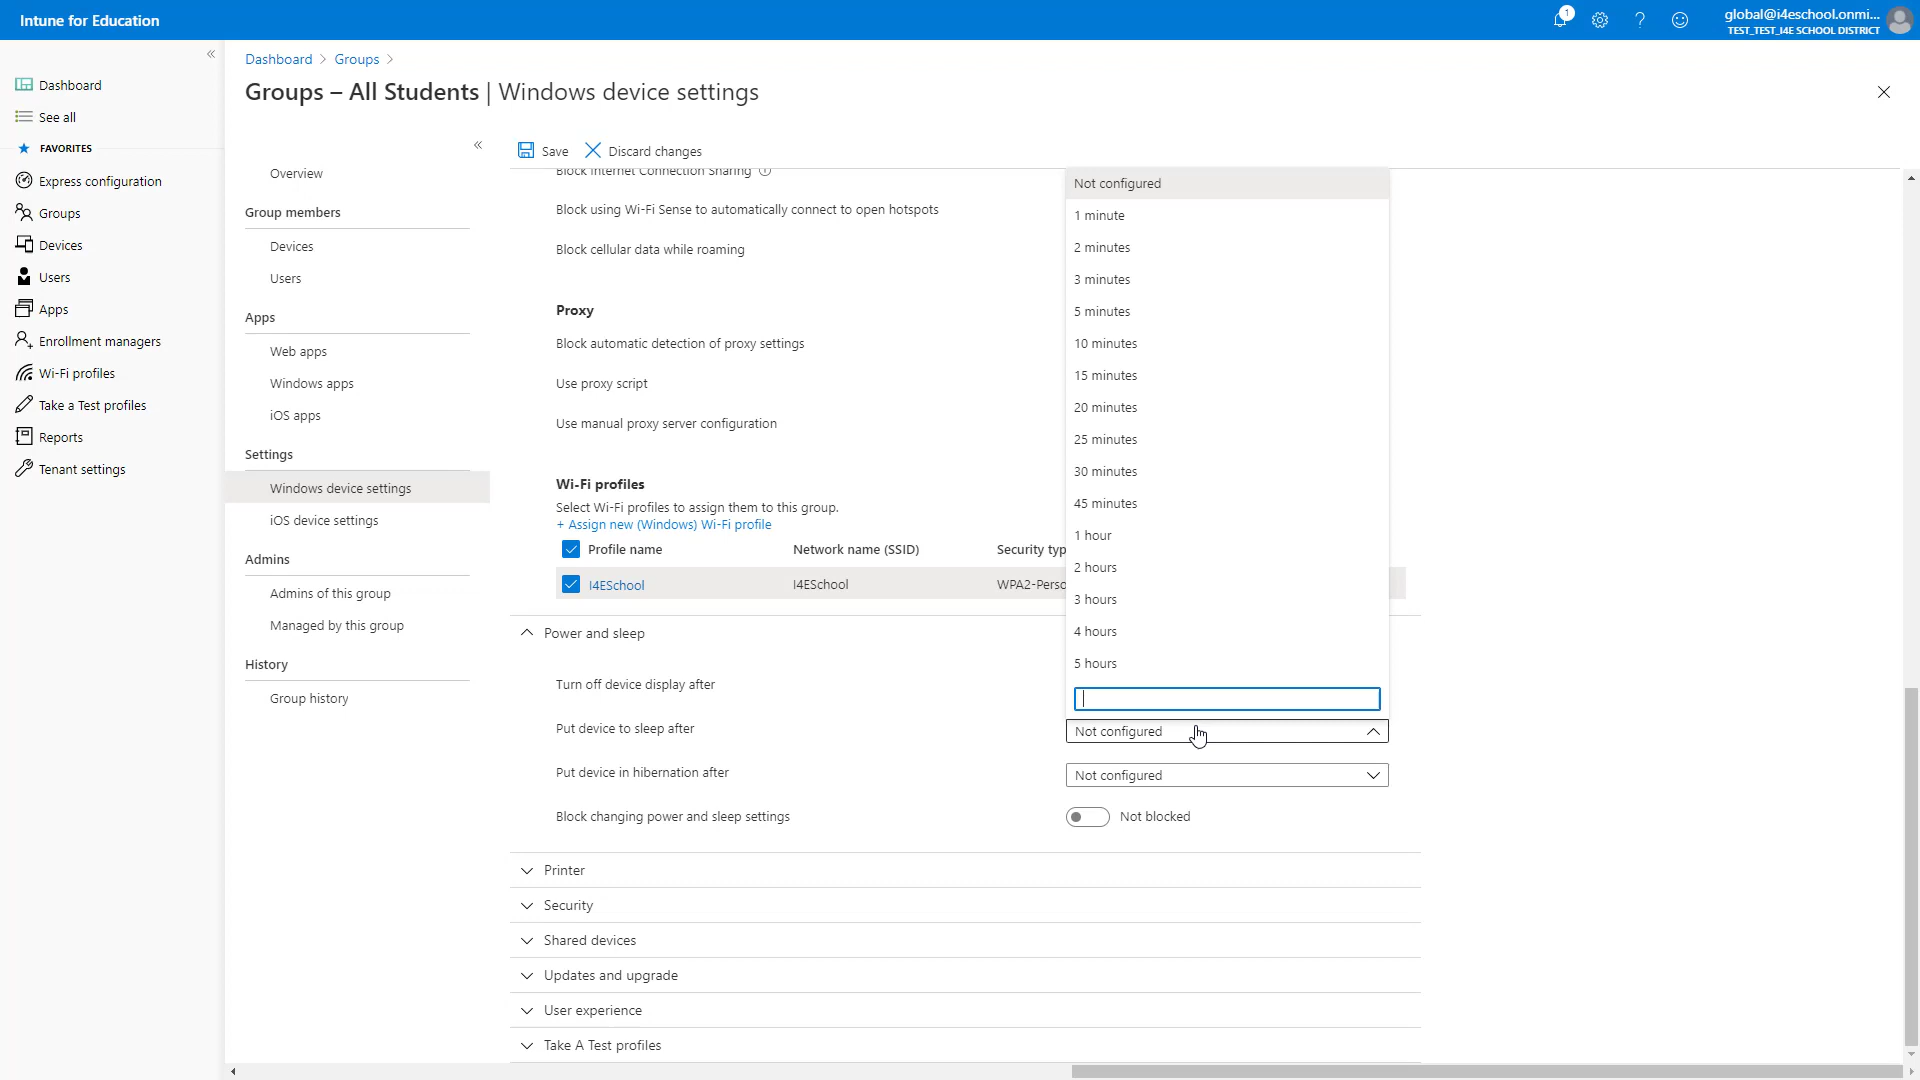 Intune for Education
1
global@i4eschool.onmi...
TEST_TEST_I4E SCHOOL DISTRICT
Dashboard
See all
FAVORITES
Express configuration
Groups
Devices
Users
Apps
Enrollment managers
Wi-Fi profiles
Take a Test profiles
Reports
Tenant settings
Dashboard > Groups >
Groups – All Students | Windows device settings
Overview
Group members
Devices
Users
Apps
Web apps
Windows apps
iOS apps
Settings
Windows device settings
iOS device settings
Admins
Admins of this group
Managed by this group
History
Group history
Save
Discard changes
Block Internet Connection Sharing
Block using Wi-Fi Sense to automatically connect to open hotspots
Block cellular data while roaming
Proxy
Block automatic detection of proxy settings
Use proxy script
Use manual proxy server configuration
Wi-Fi profiles
Select Wi-Fi profiles to assign them to this group.
+ Assign new (Windows) Wi-Fi profile
Profile name Network name (SSID) Security typ
I4ESchool I4ESchool WPA2-Perso
Power and sleep
Turn off device display after
Put device to sleep after
Put device in hibernation after
Block changing power and sleep settings
Not configured
1 minute
2 minutes
3 minutes
5 minutes
10 minutes
15 minutes
20 minutes
25 minutes
30 minutes
45 minutes
1 hour
2 hours
3 hours
4 hours
5 hours
Not configured
Not configured
Not blocked
Printer
Security
Shared devices
Updates and upgrade
User experience
Take A Test profiles